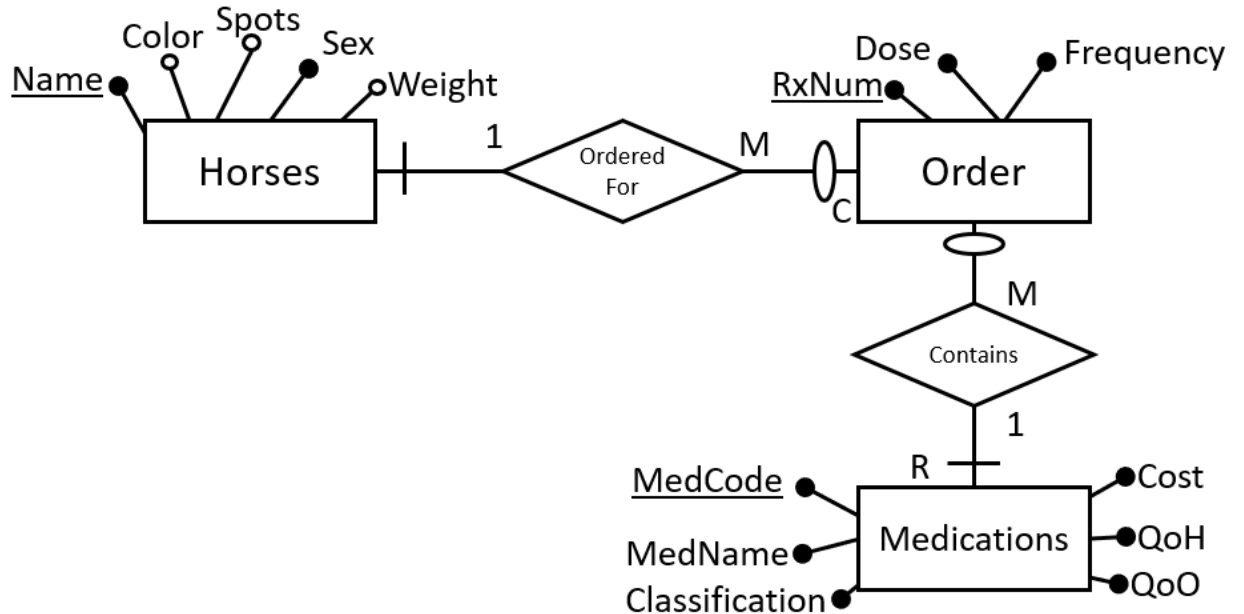 Name
Color
Spots
Sex
Weight
Horses
1
Ordered
For
M
C
RxNum
Dose
Frequency
Order
M
Contains
1
R
MedCode
MedName
Classification
Medications
Cost
QoH
QoO